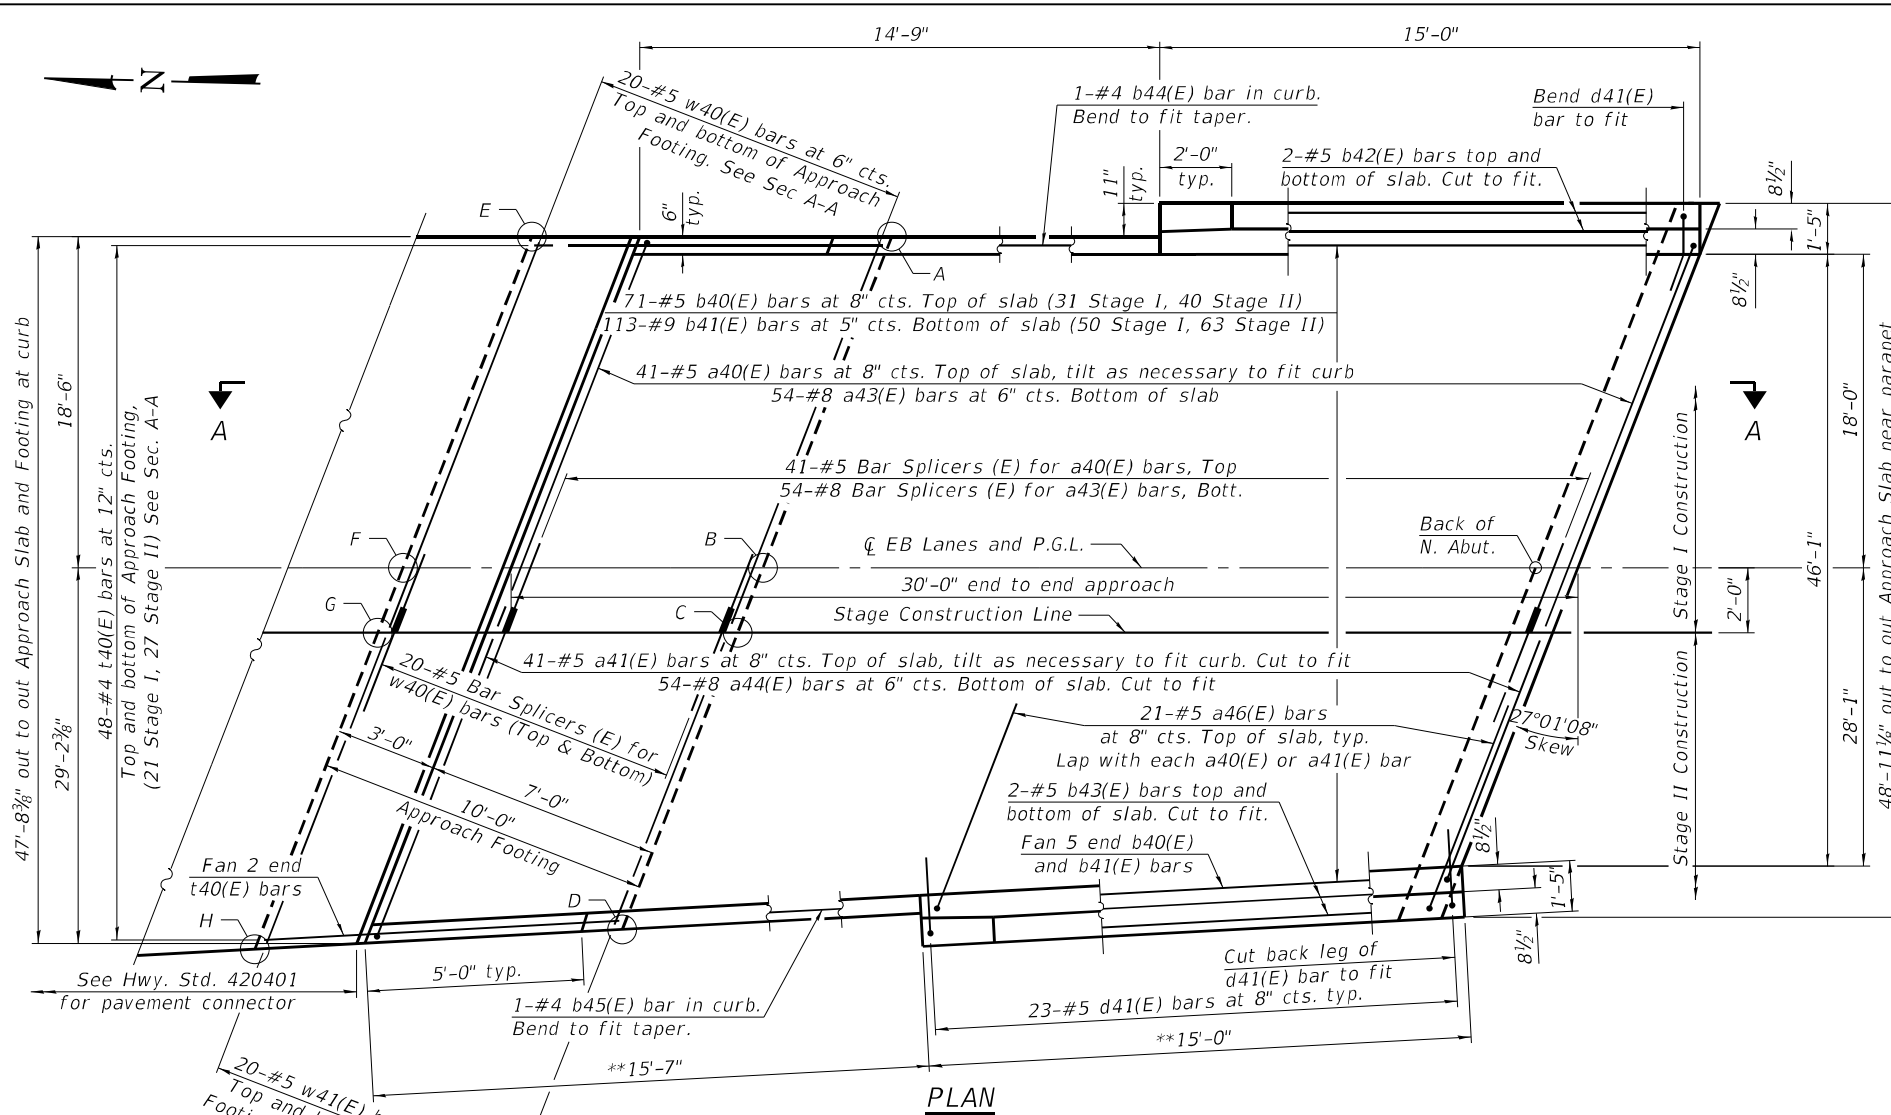 14'-9"
15'-0"
N
20-#5 w40(E) bars at 6" cts.
Top and bottom of Approach
Footing. See Sec A-A
1-#4 b44(E) bar in curb.
Bend to fit taper.
Bend d41(E)
bar to fit
2'-0"
typ.
11"
typ.
2-#5 b42(E) bars top and
bottom of slab. Cut to fit.
8½"
1'-5"
8½"
6"
typ.
E
A
71-#5 b40(E) bars at 8" cts. Top of slab (31 Stage I, 40 Stage II)
113-#9 b41(E) bars at 5" cts. Bottom of slab (50 Stage I, 63 Stage II)
41-#5 a40(E) bars at 8" cts. Top of slab, tilt as necessary to fit curb
54-#8 a43(E) bars at 6" cts. Bottom of slab
A
A
47'-8⅜" out to out Approach Slab and Footing at curb
18'-6"
29'-2⅜"
48-#4 t40(E) bars at 12" cts.
Top and bottom of Approach Footing,
(21 Stage I, 27 Stage II) See Sec. A-A
41-#5 Bar Splicers (E) for a40(E) bars, Top
54-#8 Bar Splicers (E) for a43(E) bars, Bott.
F
B
℄ EB Lanes and P.G.L.
Back of
N. Abut.
30'-0" end to end approach
G
C
Stage Construction Line
Stage I Construction
Stage II Construction
2'-0"
18'-0"
46'-1"
28'-1"
48'-11⅛" out to out Approach Slab near parapet
41-#5 a41(E) bars at 8" cts. Top of slab, tilt as necessary to fit curb. Cut to fit
54-#8 a44(E) bars at 6" cts. Bottom of slab. Cut to fit
20-#5 Bar Splicers (E) for
w40(E) bars (Top & Bottom)
27°01'08"
Skew
21-#5 a46(E) bars
at 8" cts. Top of slab, typ.
Lap with each a40(E) or a41(E) bar
3'-0"
7'-0"
10'-0"
Approach Footing
2-#5 b43(E) bars top and
bottom of slab. Cut to fit.
Fan 5 end b40(E)
and b41(E) bars
8½"
1'-5"
8½"
Fan 2 end
t40(E) bars
H
D
See Hwy. Std. 420401
for pavement connector
5'-0" typ.
1-#4 b45(E) bar in curb.
Bend to fit taper.
Cut back leg of
d41(E) bar to fit
23-#5 d41(E) bars at 8" cts. typ.
**15'-0"
**15'-7"
20-#5 w41(E)
Top and
PLAN